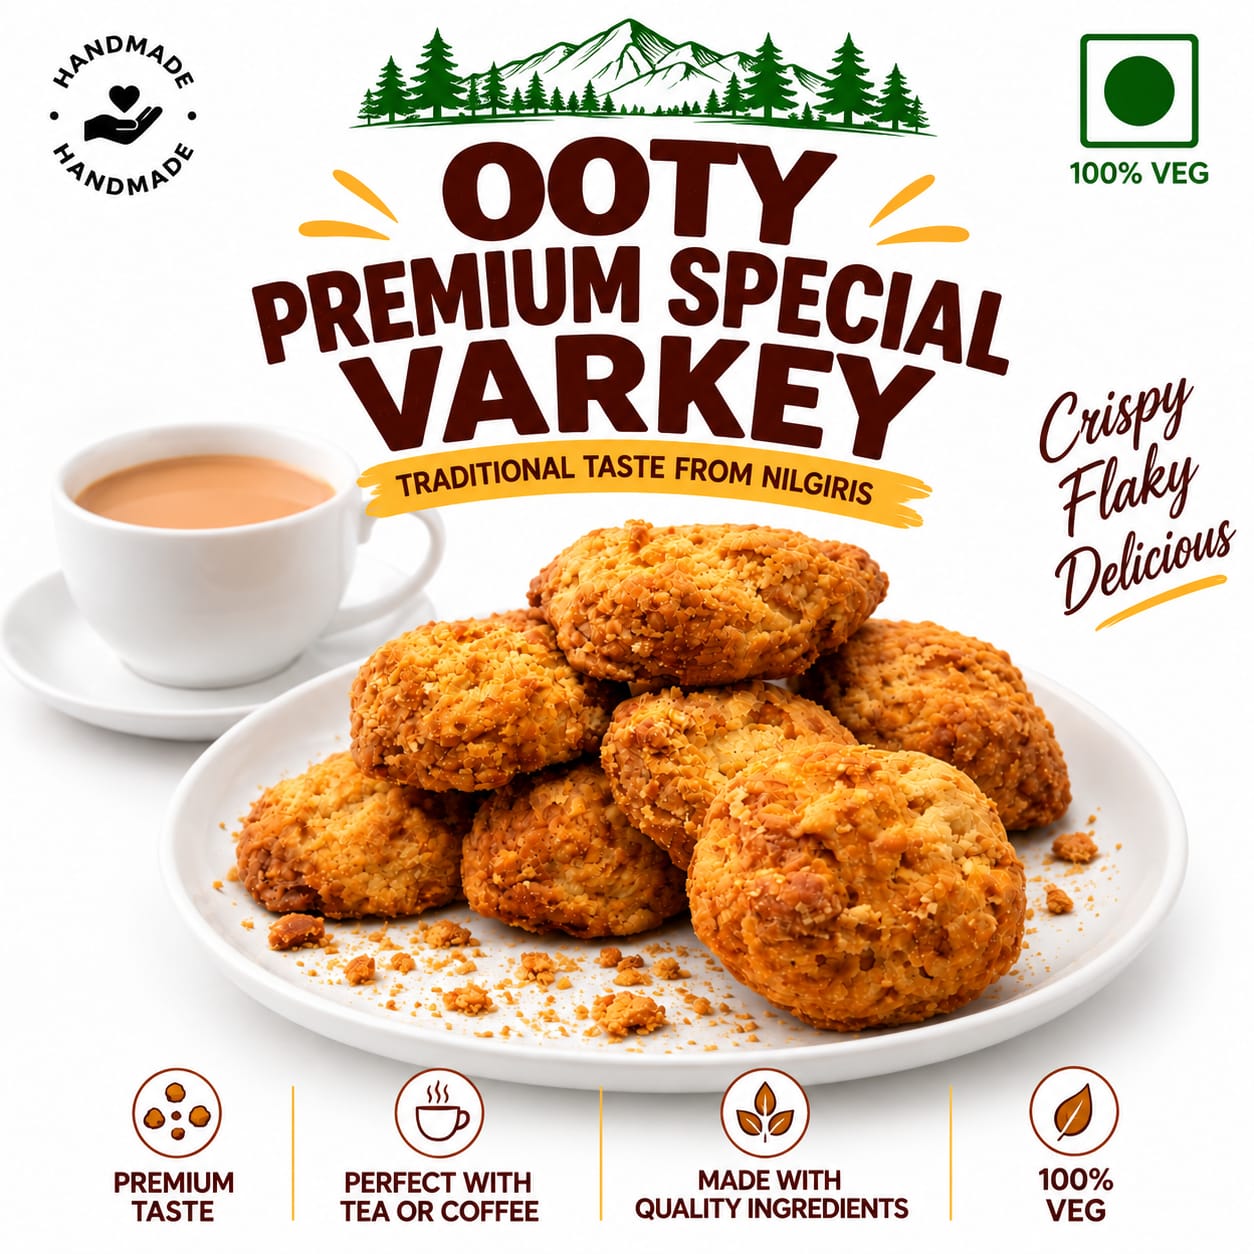 HANDMADE
HANDMADE
100% VEG
OOTY
PREMIUM SPECIAL
VARKEY
TRADITIONAL TASTE FROM NILGIRIS
Crispy
Flaky
Delicious
PREMIUM
TASTE
PERFECT WITH
TEA OR COFFEE
MADE WITH
QUALITY INGREDIENTS
100%
VEG